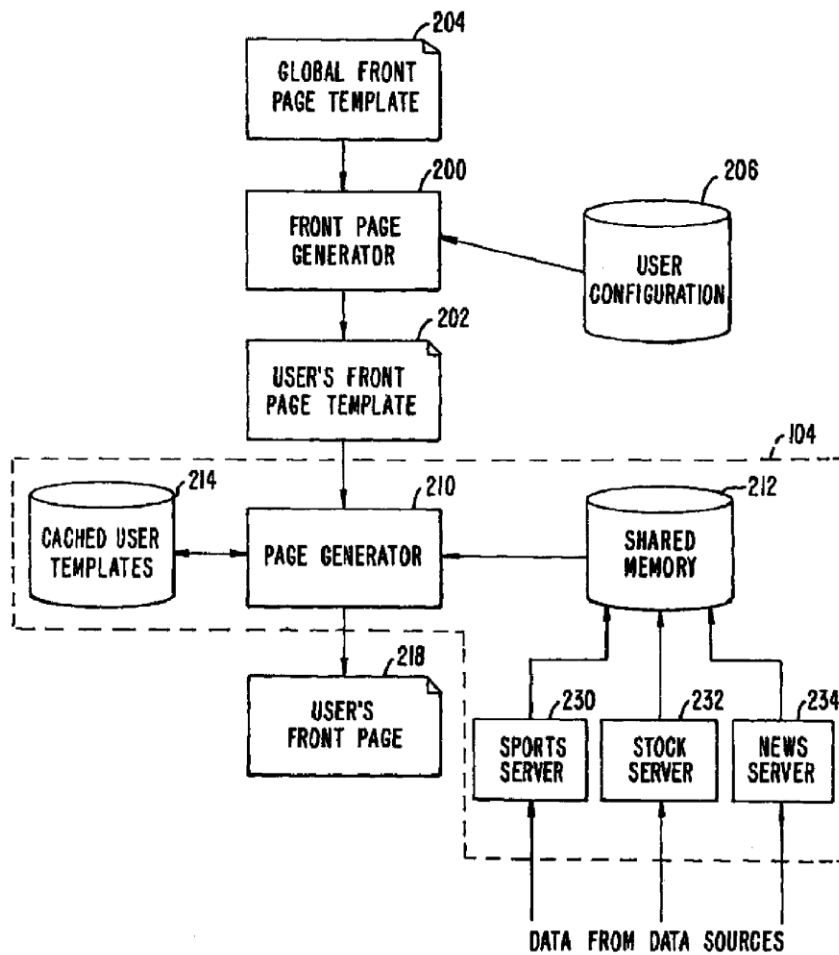 204
GLOBAL FRONT
PAGE TEMPLATE
200
FRONT PAGE
GENERATOR
206
USER
CONFIGURATION
202
USER'S FRONT
PAGE TEMPLATE
104
214
CACHED USER
TEMPLATES
210
PAGE GENERATOR
212
SHARED
MEMORY
218
USER'S
FRONT PAGE
230
SPORTS
SERVER
232
STOCK
SERVER
234
NEWS
SERVER
DATA FROM DATA SOURCES